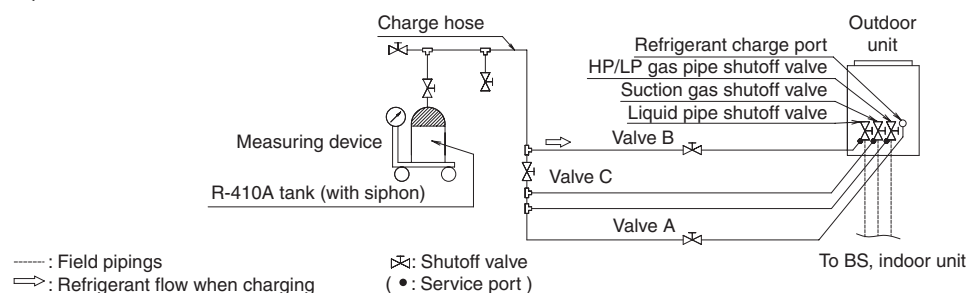 Charge hose
Outdoor
unit
Refrigerant charge port
HP/LP gas pipe shutoff valve
Suction gas shutoff valve
Liquid pipe shutoff valve
Measuring device
Valve B
Valve C
R-410A tank (with siphon)
Valve A
To BS, indoor unit
: Field pipings
: Refrigerant flow when charging
: Shutoff valve
( • : Service port )